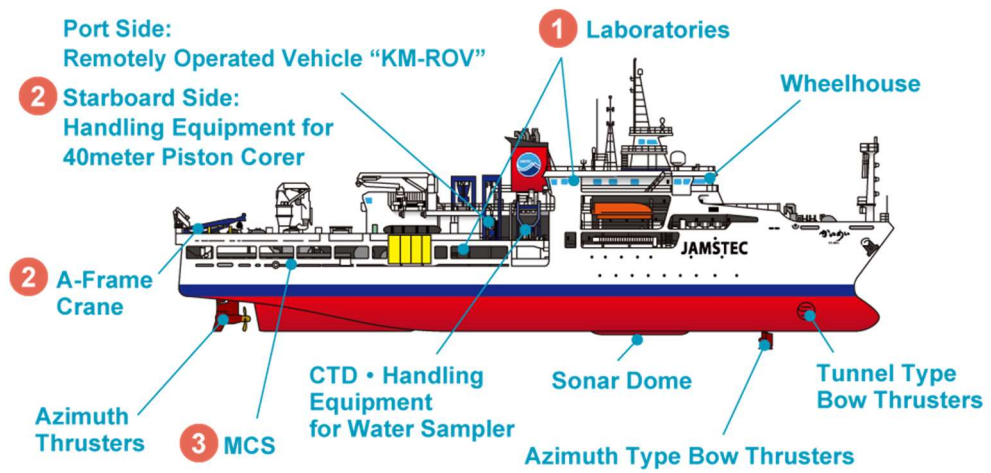 Port Side:
Remotely Operated Vehicle “KM-ROV”
2 Starboard Side:
Handling Equipment for
40meter Piston Corer
1 Laboratories
Wheelhouse
JAMSTEC
2 A-Frame
Crane
Azimuth
Thrusters
3 MCS
CTD・Handling
Equipment
for Water Sampler
Sonar Dome
Azimuth Type Bow Thrusters
Tunnel Type
Bow Thrusters